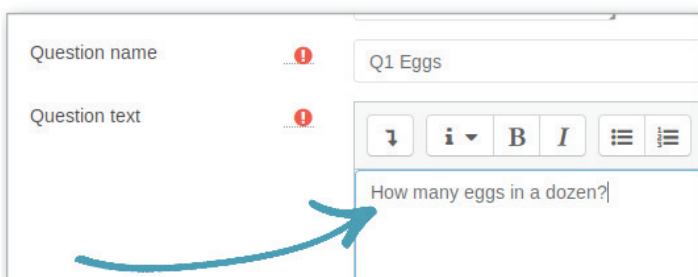 Question name
Q1 Eggs
Question text
i B I
How many eggs in a dozen?